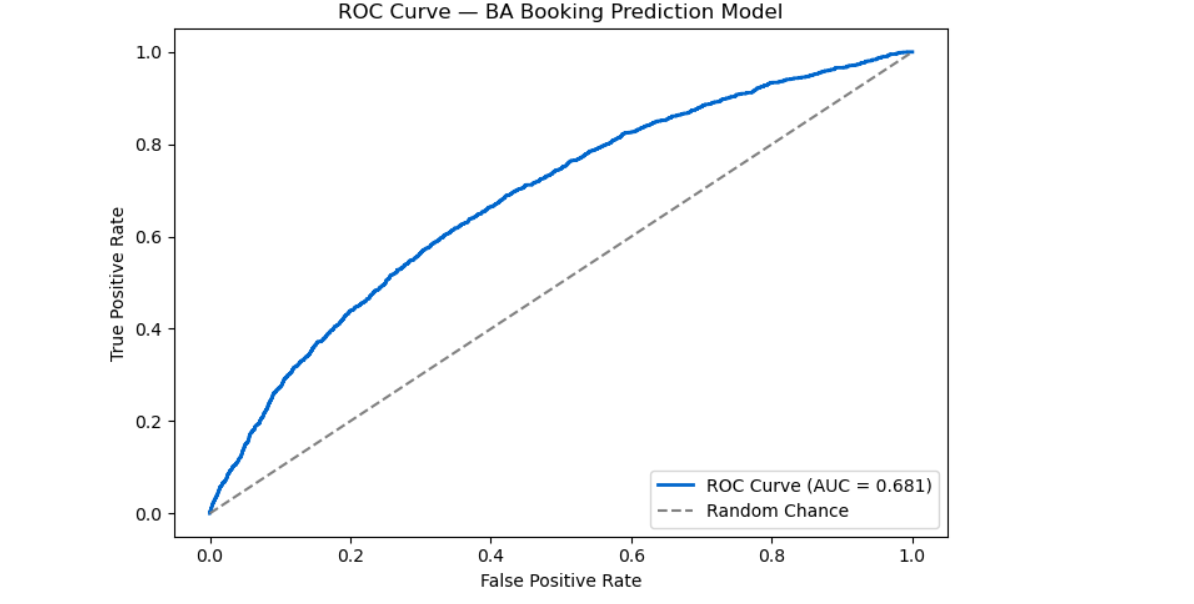 ROC Curve — BA Booking Prediction Model
1.0
0.8
0.6
0.4
0.2
0.0
True Positive Rate
ROC Curve (AUC = 0.681)
Random Chance
0.0 0.2 0.4 0.6 0.8 1.0
False Positive Rate